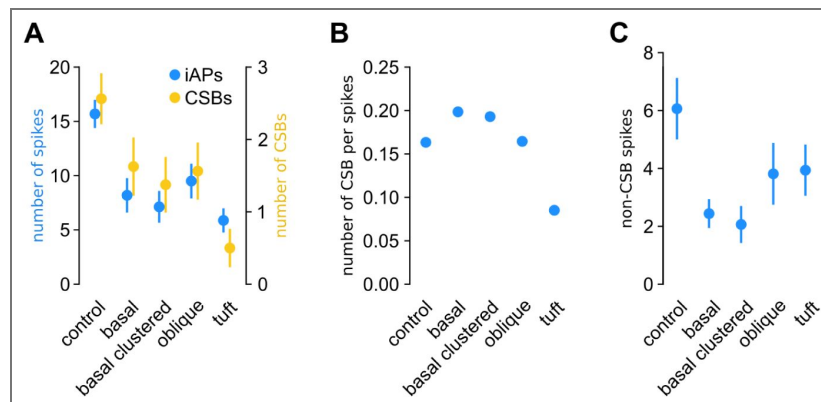 A
number of spikes
20
15
10
5
0
iAPs
CSBs
3
2
1
0
number of CSBs
control
basal
basal clustered
oblique
tuft
B
number of CSB per spikes
0.25
0.20
0.15
0.10
0.05
0.00
control
basal
basal clustered
oblique
tuft
C
non-CSB spikes
8
6
4
2
0
control
basal
basal clustered
oblique
tuft